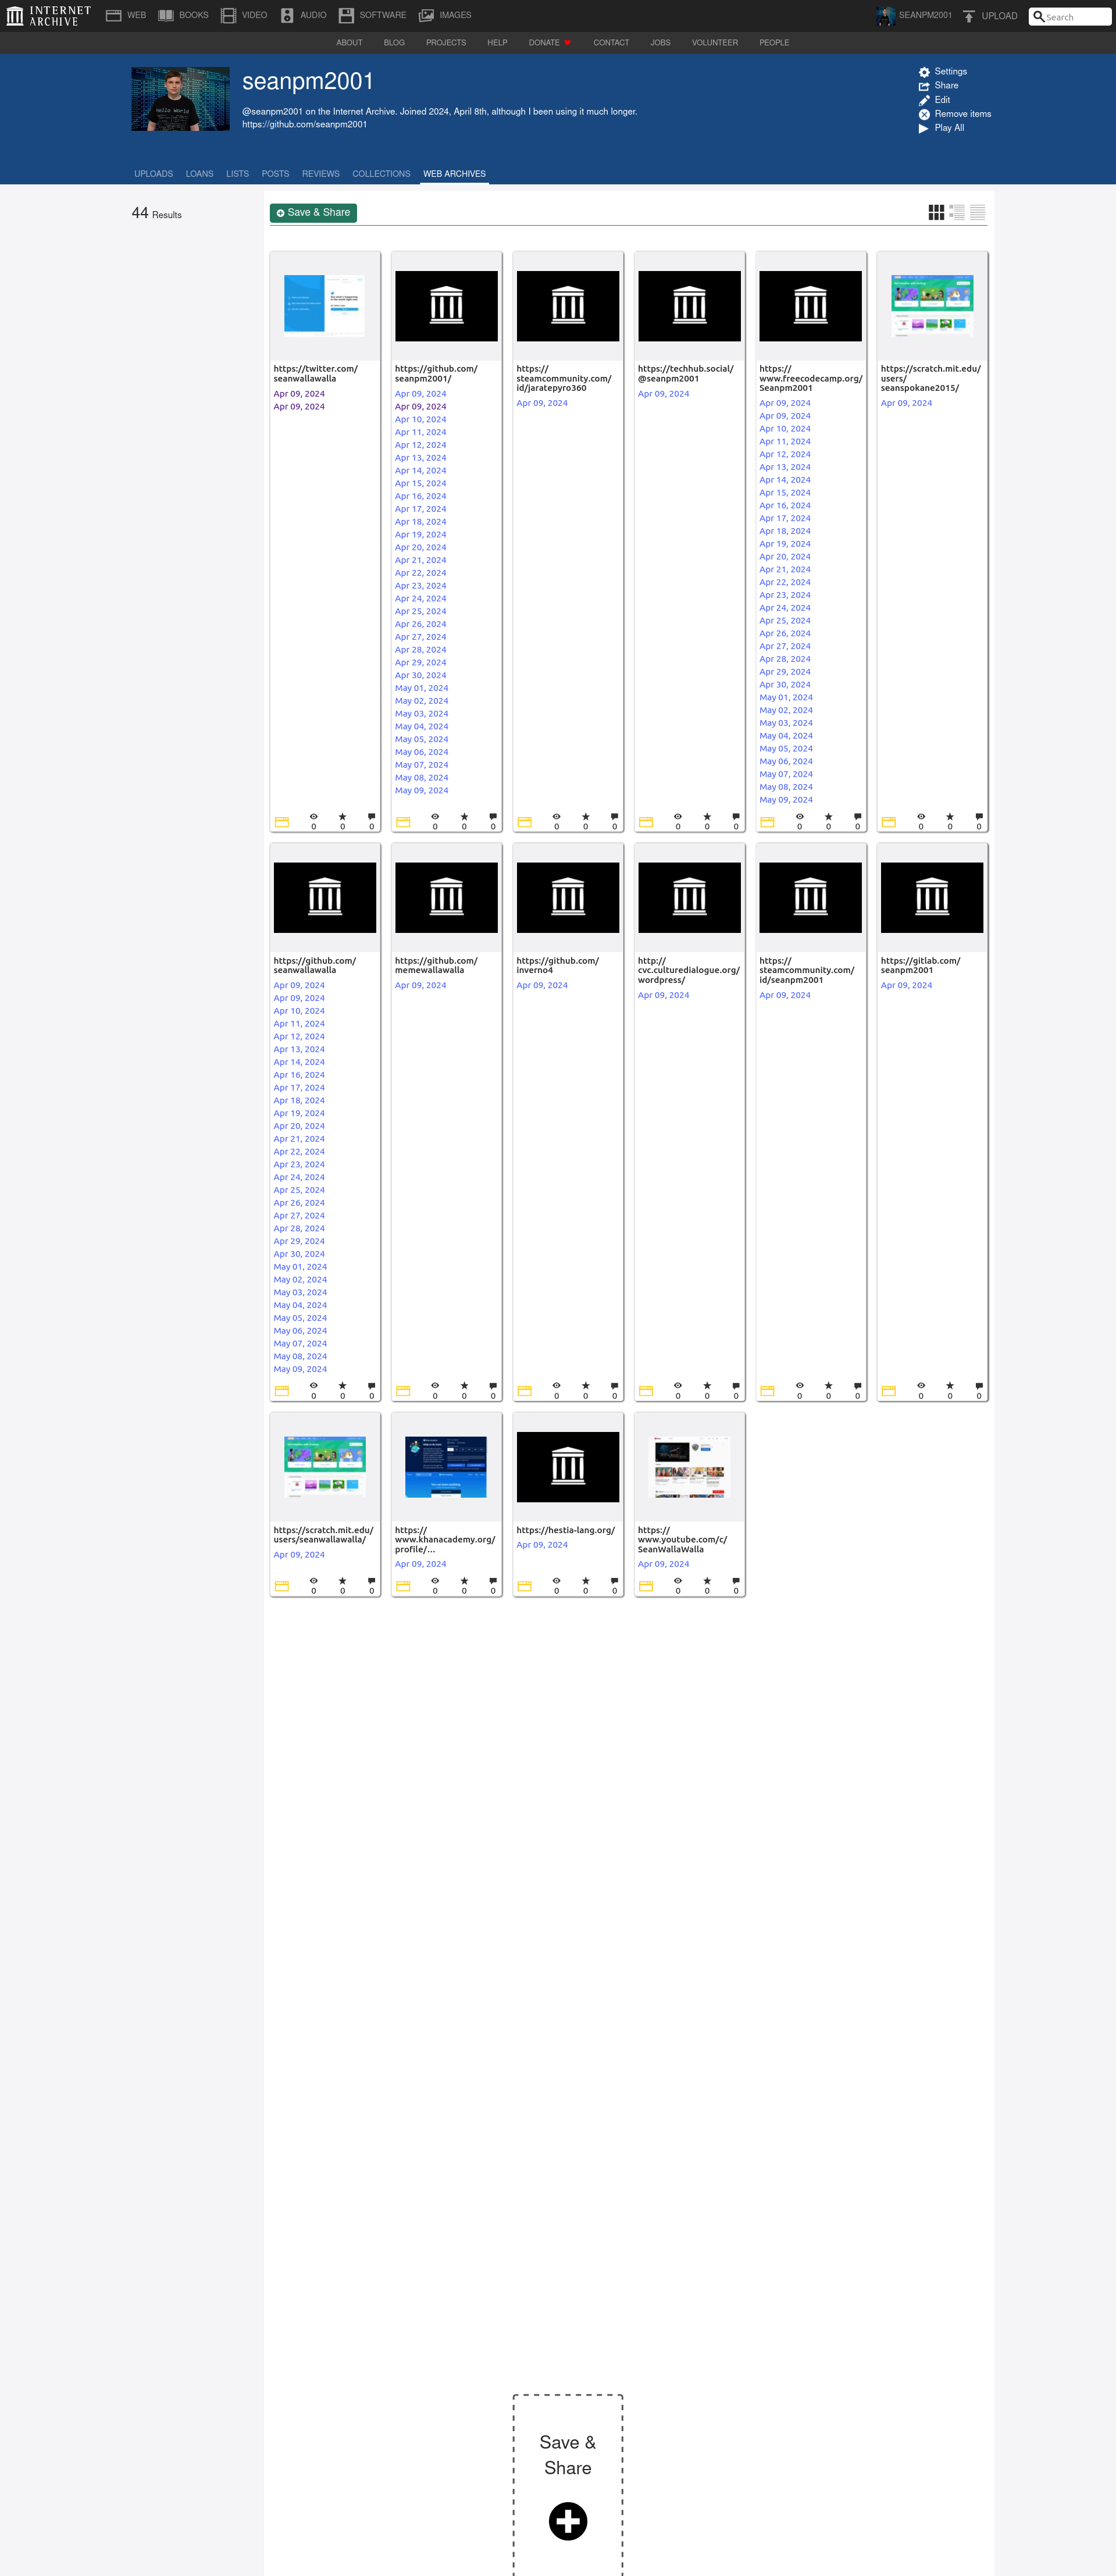 INTERNET ARCHIVE
WEB BOOKS VIDEO AUDIO SOFTWARE IMAGES SEANPM2001 UPLOAD Search
ABOUT BLOG PROJECTS HELP DONATE CONTACT JOBS VOLUNTEER PEOPLE
seanpm2001
@seanpm2001 on the Internet Archive. Joined 2024, April 8th, although I been using it much longer.
https://github.com/seanpm2001
Settings
Share
Edit
Remove items
Play All
UPLOADS LOANS LISTS POSTS REVIEWS COLLECTIONS WEB ARCHIVES
44 Results
Save & Share
https://twitter.com/
seanwallawalla
Apr 09, 2024
Apr 09, 2024
0 0 0
https://github.com/
seanpm2001/
Apr 09, 2024
Apr 09, 2024
Apr 10, 2024
Apr 11, 2024
Apr 12, 2024
Apr 13, 2024
Apr 14, 2024
Apr 15, 2024
Apr 16, 2024
Apr 17, 2024
Apr 18, 2024
Apr 19, 2024
Apr 20, 2024
Apr 21, 2024
Apr 22, 2024
Apr 23, 2024
Apr 24, 2024
Apr 25, 2024
Apr 26, 2024
Apr 27, 2024
Apr 28, 2024
Apr 29, 2024
Apr 30, 2024
May 01, 2024
May 02, 2024
May 03, 2024
May 04, 2024
May 05, 2024
May 06, 2024
May 07, 2024
May 08, 2024
May 09, 2024
0 0 0
https://
steamcommunity.com/
id/jaratepyro360
Apr 09, 2024
0 0 0
https://techhub.social/
@seanpm2001
Apr 09, 2024
0 0 0
https://
www.freecodecamp.org/
Seanpm2001
Apr 09, 2024
Apr 09, 2024
Apr 10, 2024
Apr 11, 2024
Apr 12, 2024
Apr 13, 2024
Apr 14, 2024
Apr 15, 2024
Apr 16, 2024
Apr 17, 2024
Apr 18, 2024
Apr 19, 2024
Apr 20, 2024
Apr 21, 2024
Apr 22, 2024
Apr 23, 2024
Apr 24, 2024
Apr 25, 2024
Apr 26, 2024
Apr 27, 2024
Apr 28, 2024
Apr 29, 2024
Apr 30, 2024
May 01, 2024
May 02, 2024
May 03, 2024
May 04, 2024
May 05, 2024
May 06, 2024
May 07, 2024
May 08, 2024
May 09, 2024
0 0 0
https://scratch.mit.edu/
users/
seanspokane2015/
Apr 09, 2024
0 0 0
https://github.com/
seanwallawalla
Apr 09, 2024
Apr 09, 2024
Apr 10, 2024
Apr 11, 2024
Apr 12, 2024
Apr 13, 2024
Apr 14, 2024
Apr 16, 2024
Apr 17, 2024
Apr 18, 2024
Apr 19, 2024
Apr 20, 2024
Apr 21, 2024
Apr 22, 2024
Apr 23, 2024
Apr 24, 2024
Apr 25, 2024
Apr 26, 2024
Apr 27, 2024
Apr 28, 2024
Apr 29, 2024
Apr 30, 2024
May 01, 2024
May 02, 2024
May 03, 2024
May 04, 2024
May 05, 2024
May 06, 2024
May 07, 2024
May 08, 2024
May 09, 2024
0 0 0
https://github.com/
memewallawalla
Apr 09, 2024
0 0 0
https://github.com/
inverno4
Apr 09, 2024
0 0 0
http://
cvc.culturedialogue.org/
wordpress/
Apr 09, 2024
0 0 0
https://
steamcommunity.com/
id/seanpm2001
Apr 09, 2024
0 0 0
https://gitlab.com/
seanpm2001
Apr 09, 2024
0 0 0
https://scratch.mit.edu/
users/seanwallawalla/
Apr 09, 2024
0 0 0
https://
www.khanacademy.org/
profile/…
Apr 09, 2024
0 0 0
https://hestia-lang.org/
Apr 09, 2024
0 0 0
https://
www.youtube.com/c/
SeanWallaWalla
Apr 09, 2024
0 0 0
Save &
Share